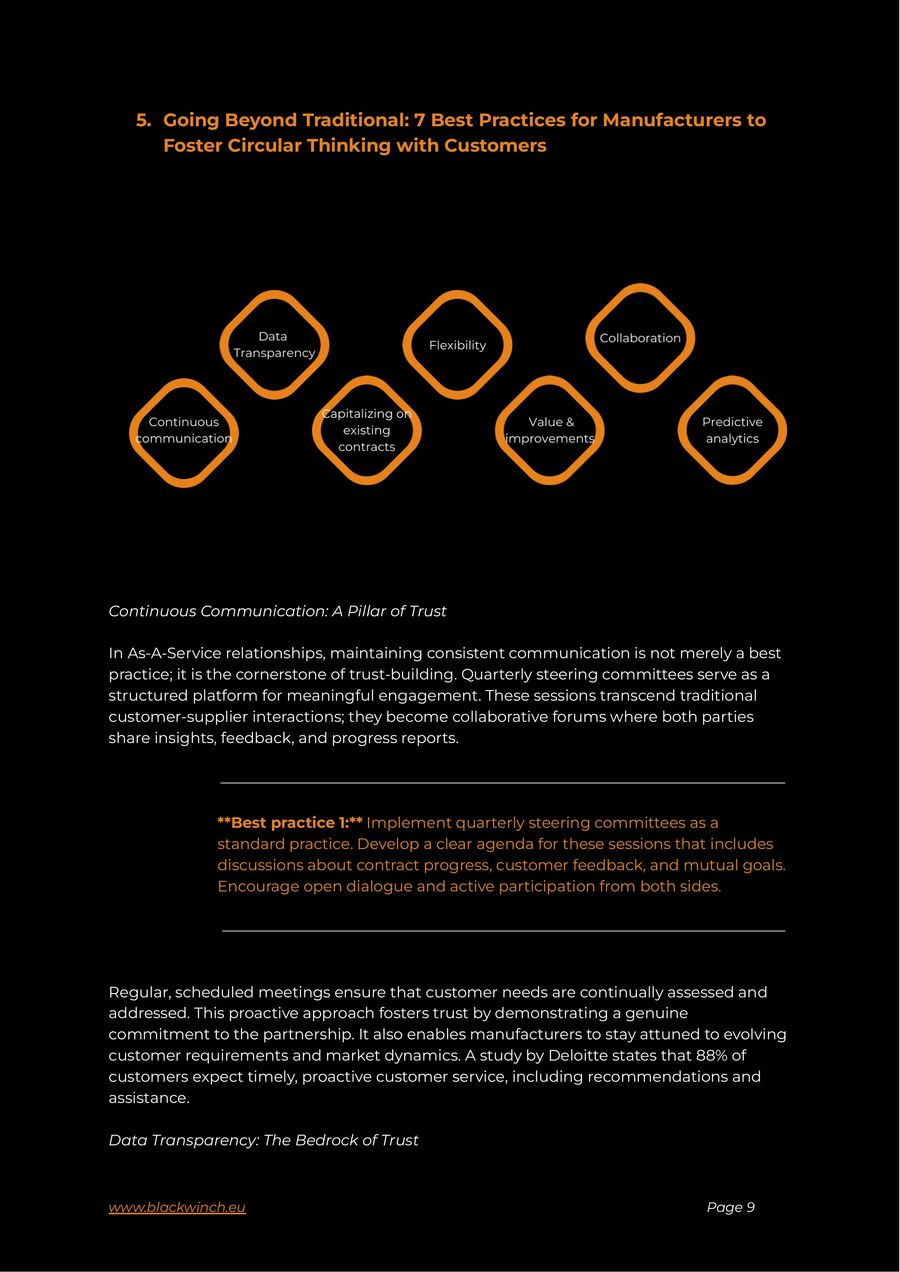 5. Going Beyond Traditional: 7 Best Practices for Manufacturers to
Foster Circular Thinking with Customers
Continuous
communication
Data
Transparency
Capitalizing on
existing
contracts
Flexibility
Value &
improvements
Collaboration
Predictive
analytics
Continuous Communication: A Pillar of Trust
In As-A-Service relationships, maintaining consistent communication is not merely a best
practice; it is the cornerstone of trust-building. Quarterly steering committees serve as a
structured platform for meaningful engagement. These sessions transcend traditional
customer-supplier interactions; they become collaborative forums where both parties
share insights, feedback, and progress reports.
**Best practice 1:** Implement quarterly steering committees as a
standard practice. Develop a clear agenda for these sessions that includes
discussions about contract progress, customer feedback, and mutual goals.
Encourage open dialogue and active participation from both sides.
Regular, scheduled meetings ensure that customer needs are continually assessed and
addressed. This proactive approach fosters trust by demonstrating a genuine
commitment to the partnership. It also enables manufacturers to stay attuned to evolving
customer requirements and market dynamics. A study by Deloitte states that 88% of
customers expect timely, proactive customer service, including recommendations and
assistance.
Data Transparency: The Bedrock of Trust
www.blackwinch.eu
Page 9